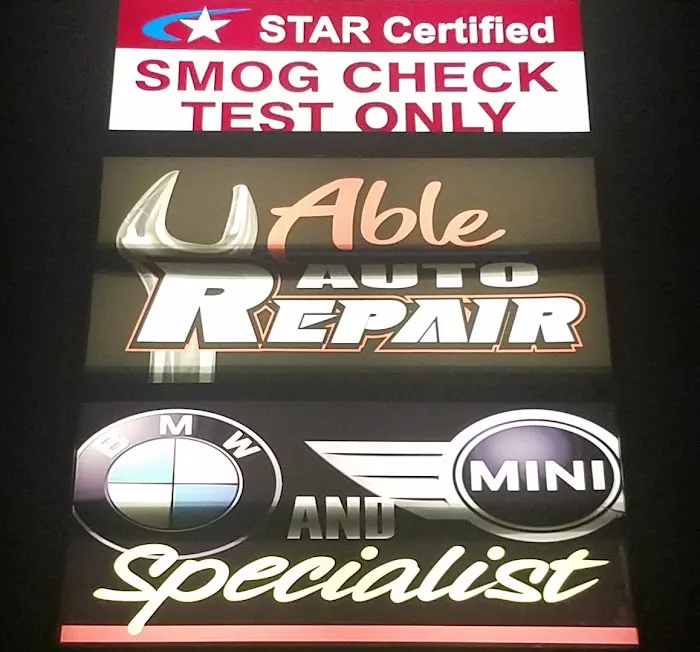 STAR Certified
SMOG CHECK
TEST ONLY
Able
AUTO
REPAIR
BMW
MINI
AND
Specialist